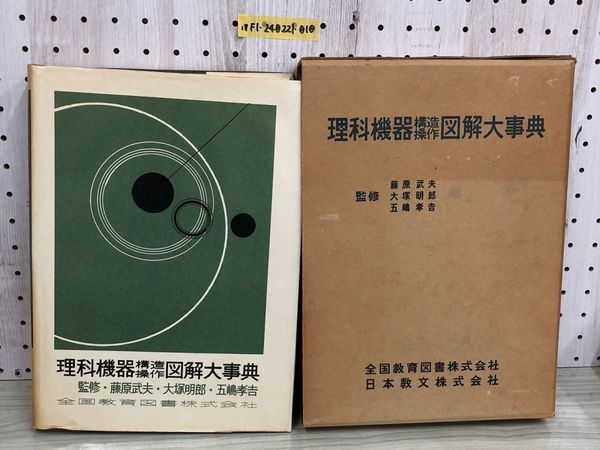 1FI-240221-010
理科機器構造操作図解大事典
監修・藤原武夫・大塚明郎・五嶋孝吉
全国教育図書株式会社
理科機器構造操作図解大事典
監修
藤原武夫
大塚明郎
五嶋孝吉
全国教育図書株式会社
日本教文株式会社